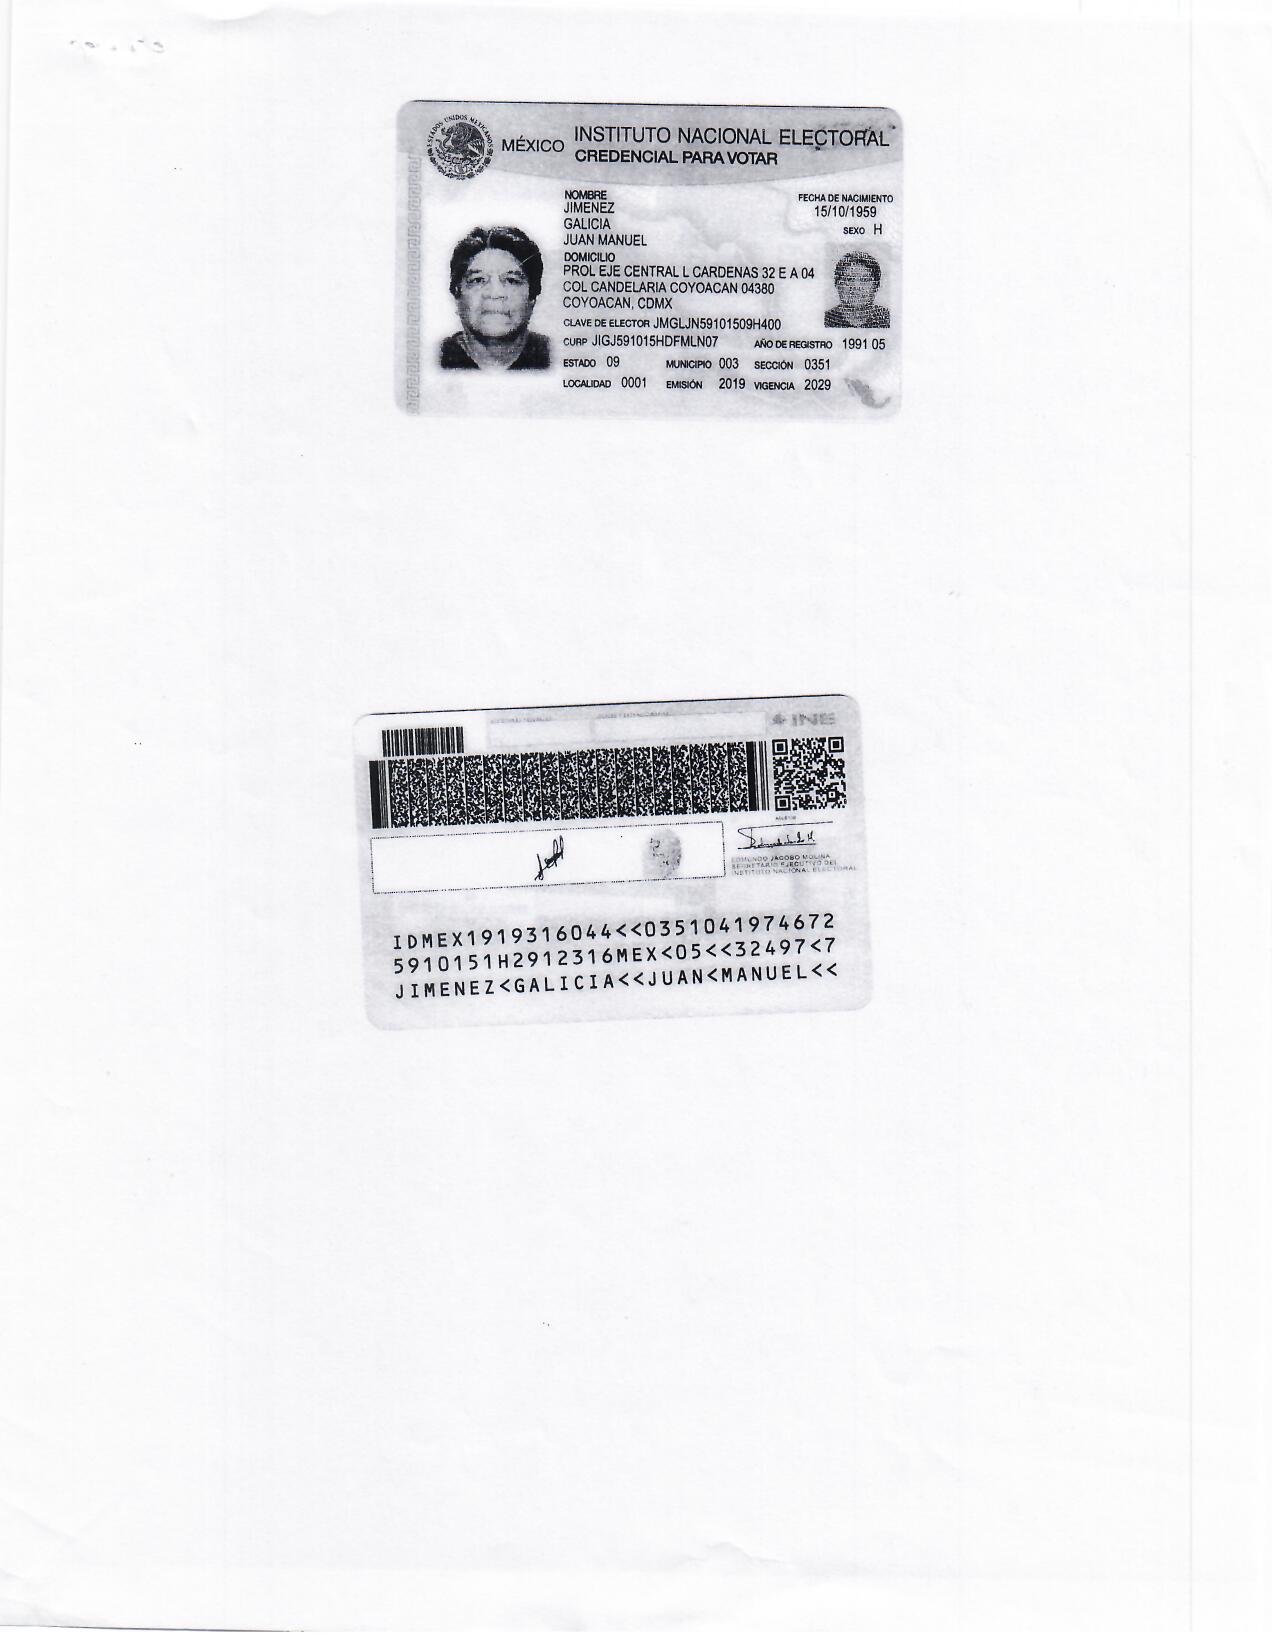 ESTADOS UNIDOS MEXICANOS
MÉXICO INSTITUTO NACIONAL ELECTORAL
CREDENCIAL PARA VOTAR
NOMBRE
JIMENEZ
GALICIA
JUAN MANUEL
FECHA DE NACIMIENTO
15/10/1959
SEXO H
DOMICILIO
PROL EJE CENTRAL L CARDENAS 32 E A 04
COL CANDELARIA COYOACAN 04380
COYOACAN, CDMX
CLAVE DE ELECTOR JMGLJN59101509H400
CURP JIGJ591015HDFMLN07 AÑO DE REGISTRO 1991 05
ESTADO 09 MUNICIPIO 003 SECCIÓN 0351
LOCALIDAD 0001 EMISIÓN 2019 VIGENCIA 2029
INE
EDMUNDO JACOBO MOLINA
SECRETARIO EJECUTIVO DEL
INSTITUTO NACIONAL ELECTORAL
IDMEX1919316044<<0351041974672
5910151H2912316MEX<05<<32497<7
JIMENEZ<GALICIA<<JUAN<MANUEL<<